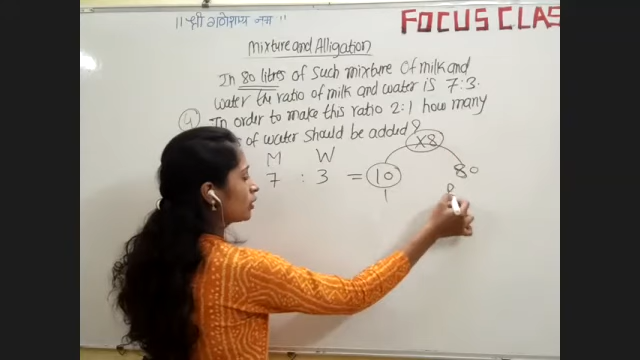 ||श्री गणेशाय नमः||
FOCUS CLAS
Mixture and Alligation
In 80 litres of such mixture of milk and
water the ratio of milk and water is 7:3.
4 In order to make this ratio 2:1 how many
s of water should be added?
M W ×8
7 : 3 = 10 80
1